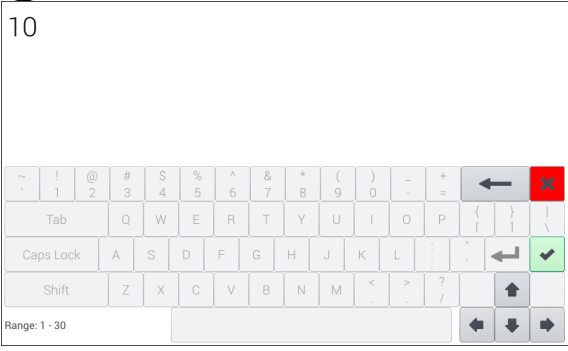 10
~ ! @ # $ % ^ & * ( ) _ +
` 1 2 3 4 5 6 7 8 9 0 - =
Tab Q W E R T Y U I O P { } |
[ ] \
Caps Lock A S D F G H J K L : "
; '
Shift Z X C V B N M < > ?
, . /
Range: 1 - 30